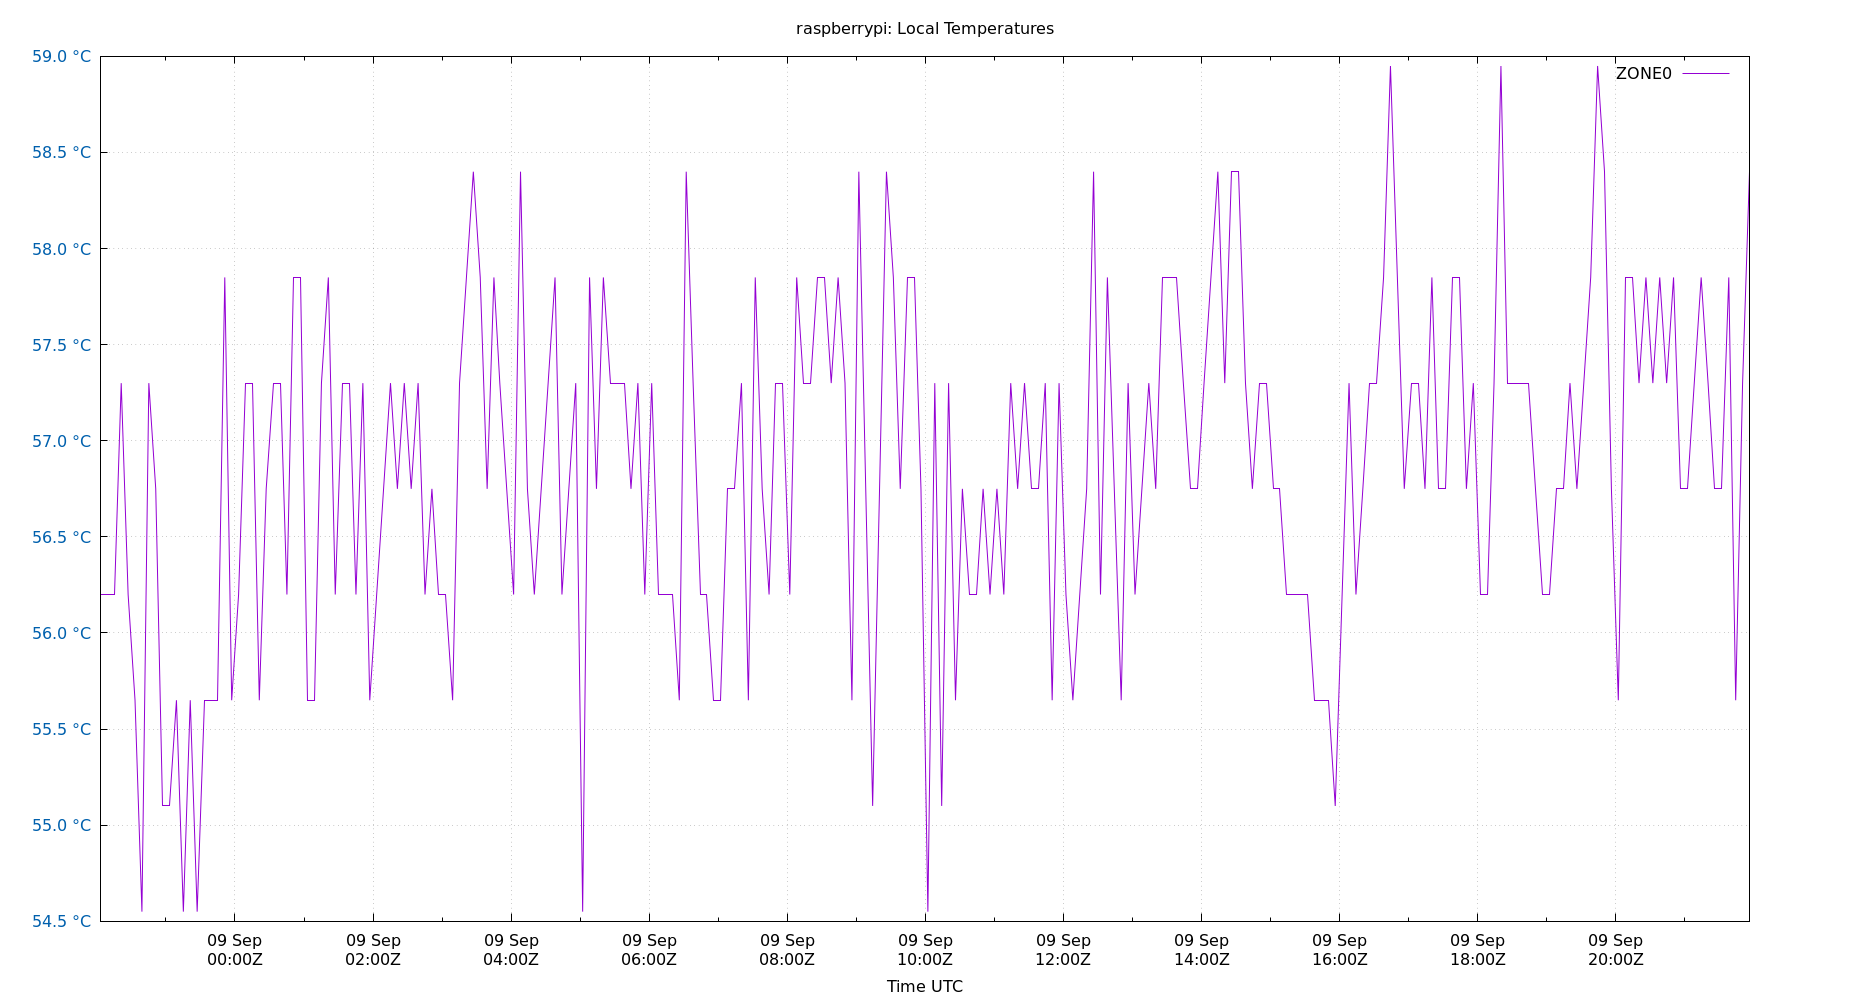 raspberrypi: Local Temperatures
59.0 °C
ZONE0
58.5 °C
58.0 °C
57.5 °C
57.0 °C
56.5 °C
56.0 °C
55.5 °C
55.0 °C
54.5 °C
09 Sep 09 Sep 09 Sep 09 Sep 09 Sep 09 Sep 09 Sep 09 Sep 09 Sep 09 Sep 09 Sep
00:00Z 02:00Z 04:00Z 06:00Z 08:00Z 10:00Z 12:00Z 14:00Z 16:00Z 18:00Z 20:00Z
Time UTC